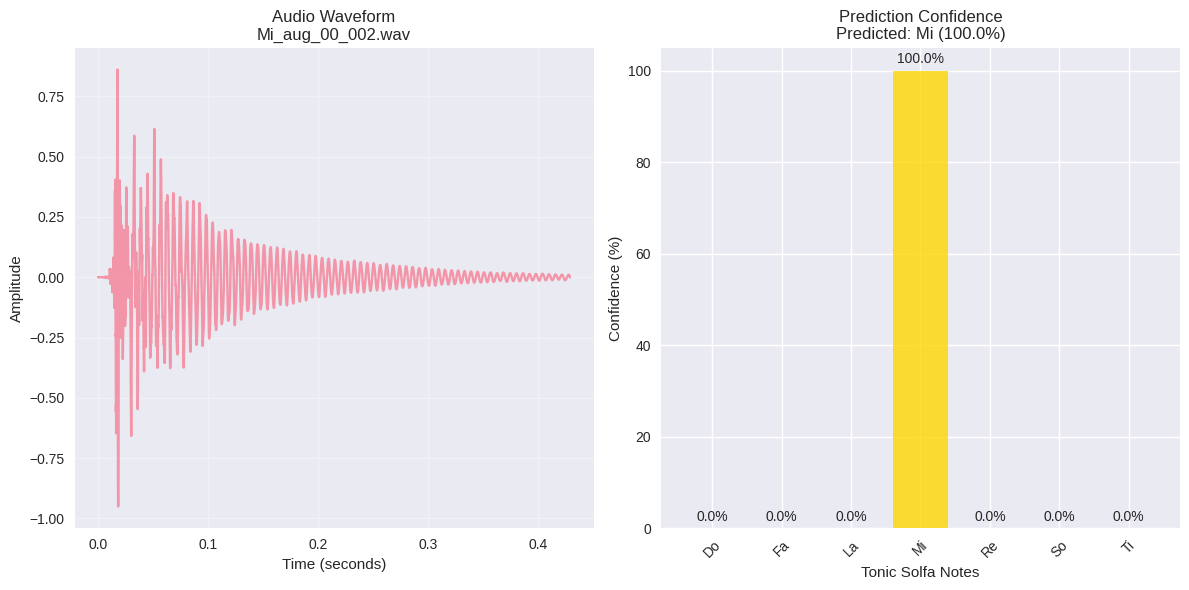 Audio Waveform
Mi_aug_00_002.wav
Amplitude
0.75
0.50
0.25
0.00
−0.25
−0.50
−0.75
−1.00
0.0 0.1 0.2 0.3 0.4
Time (seconds)
Prediction Confidence
Predicted: Mi (100.0%)
Confidence (%)
100
80
60
40
20
0
100.0%
0.0% 0.0% 0.0% 0.0% 0.0% 0.0%
Do Fa La Mi Re So Ti
Tonic Solfa Notes